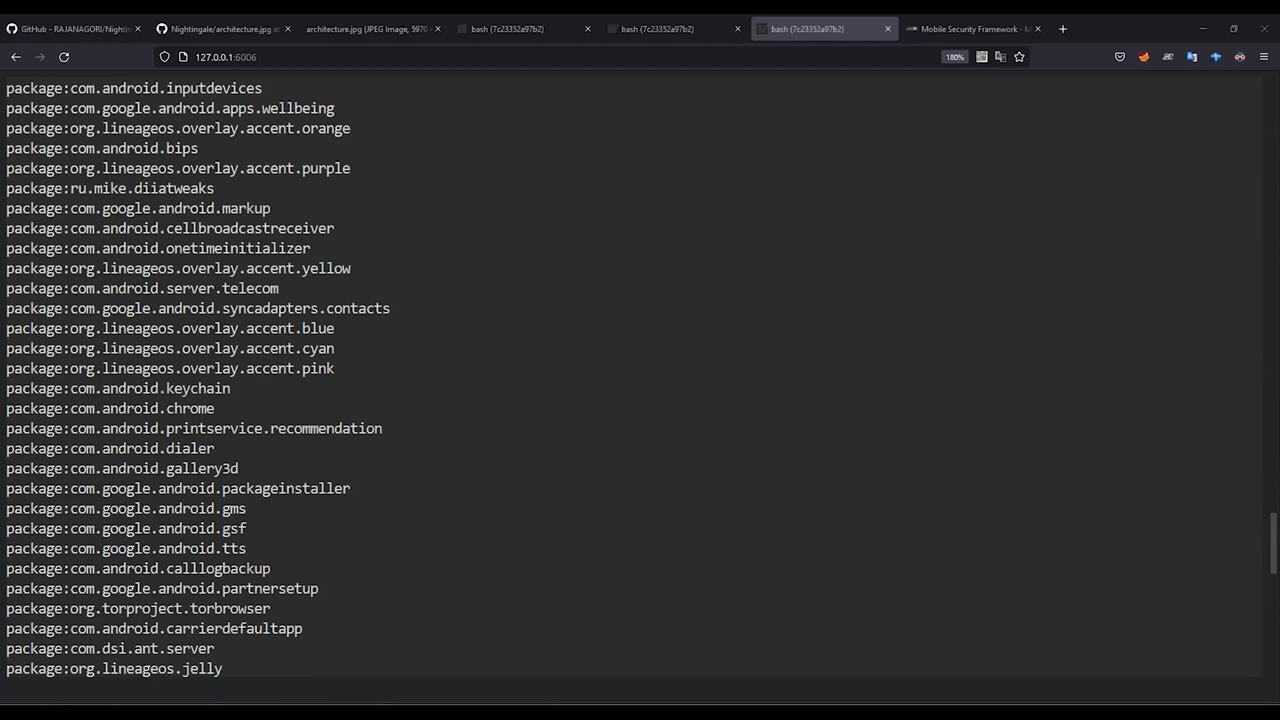 GitHub - RAJANAGORI/Nightin
Nightingale/architecture.jpg at
architecture.jpg (JPEG Image, 5970
bash (7c23352a97b2)
bash (7c23352a97b2)
bash (7c23352a97b2)
Mobile Security Framework - M
127.0.0.1:6006
180%
package:com.android.inputdevices
package:com.google.android.apps.wellbeing
package:org.lineageos.overlay.accent.orange
package:com.android.bips
package:org.lineageos.overlay.accent.purple
package:ru.mike.diiatweaks
package:com.google.android.markup
package:com.android.cellbroadcastreceiver
package:com.android.onetimeinitializer
package:org.lineageos.overlay.accent.yellow
package:com.android.server.telecom
package:com.google.android.syncadapters.contacts
package:org.lineageos.overlay.accent.blue
package:org.lineageos.overlay.accent.cyan
package:org.lineageos.overlay.accent.pink
package:com.android.keychain
package:com.android.chrome
package:com.android.printservice.recommendation
package:com.android.dialer
package:com.android.gallery3d
package:com.google.android.packageinstaller
package:com.google.android.gms
package:com.google.android.gsf
package:com.google.android.tts
package:com.android.calllogbackup
package:com.google.android.partnersetup
package:org.torproject.torbrowser
package:com.android.carrierdefaultapp
package:com.dsi.ant.server
package:org.lineageos.jelly